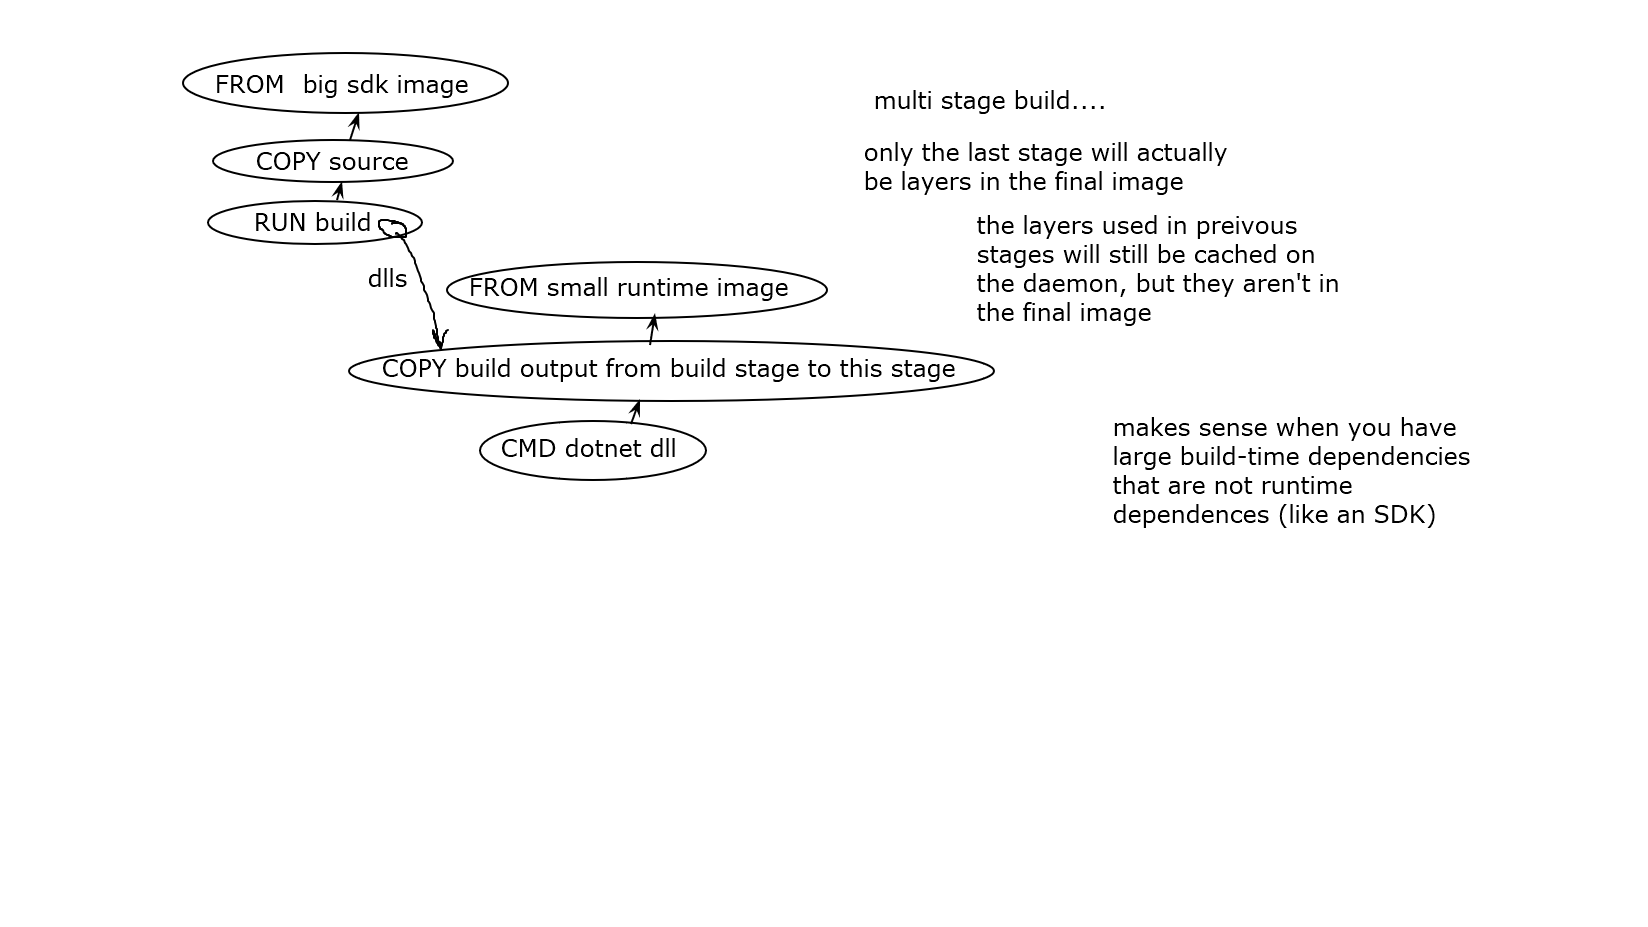 FROM  big sdk image
COPY source
RUN build
dlls
FROM small runtime image
COPY build output from build stage to this stage
CMD dotnet dll
multi stage build....
only the last stage will actually
be layers in the final image
the layers used in preivous
stages will still be cached on
the daemon, but they aren't in
the final image
makes sense when you have
large build-time dependencies
that are not runtime
dependences (like an SDK)